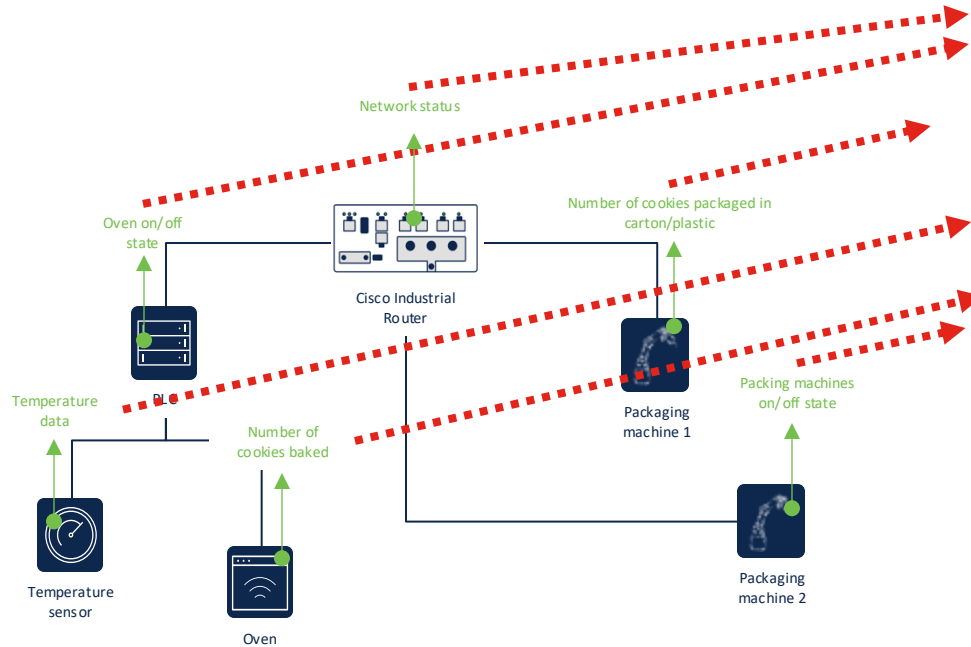 Network status
Number of cookies packaged in
carton/plastic
Oven on/off
state
Cisco Industrial
Router
PLC
Packing machines
on/off state
Temperature
data
Packaging
machine 1
Number of
cookies baked
Temperature
sensor
Packaging
machine 2
Oven